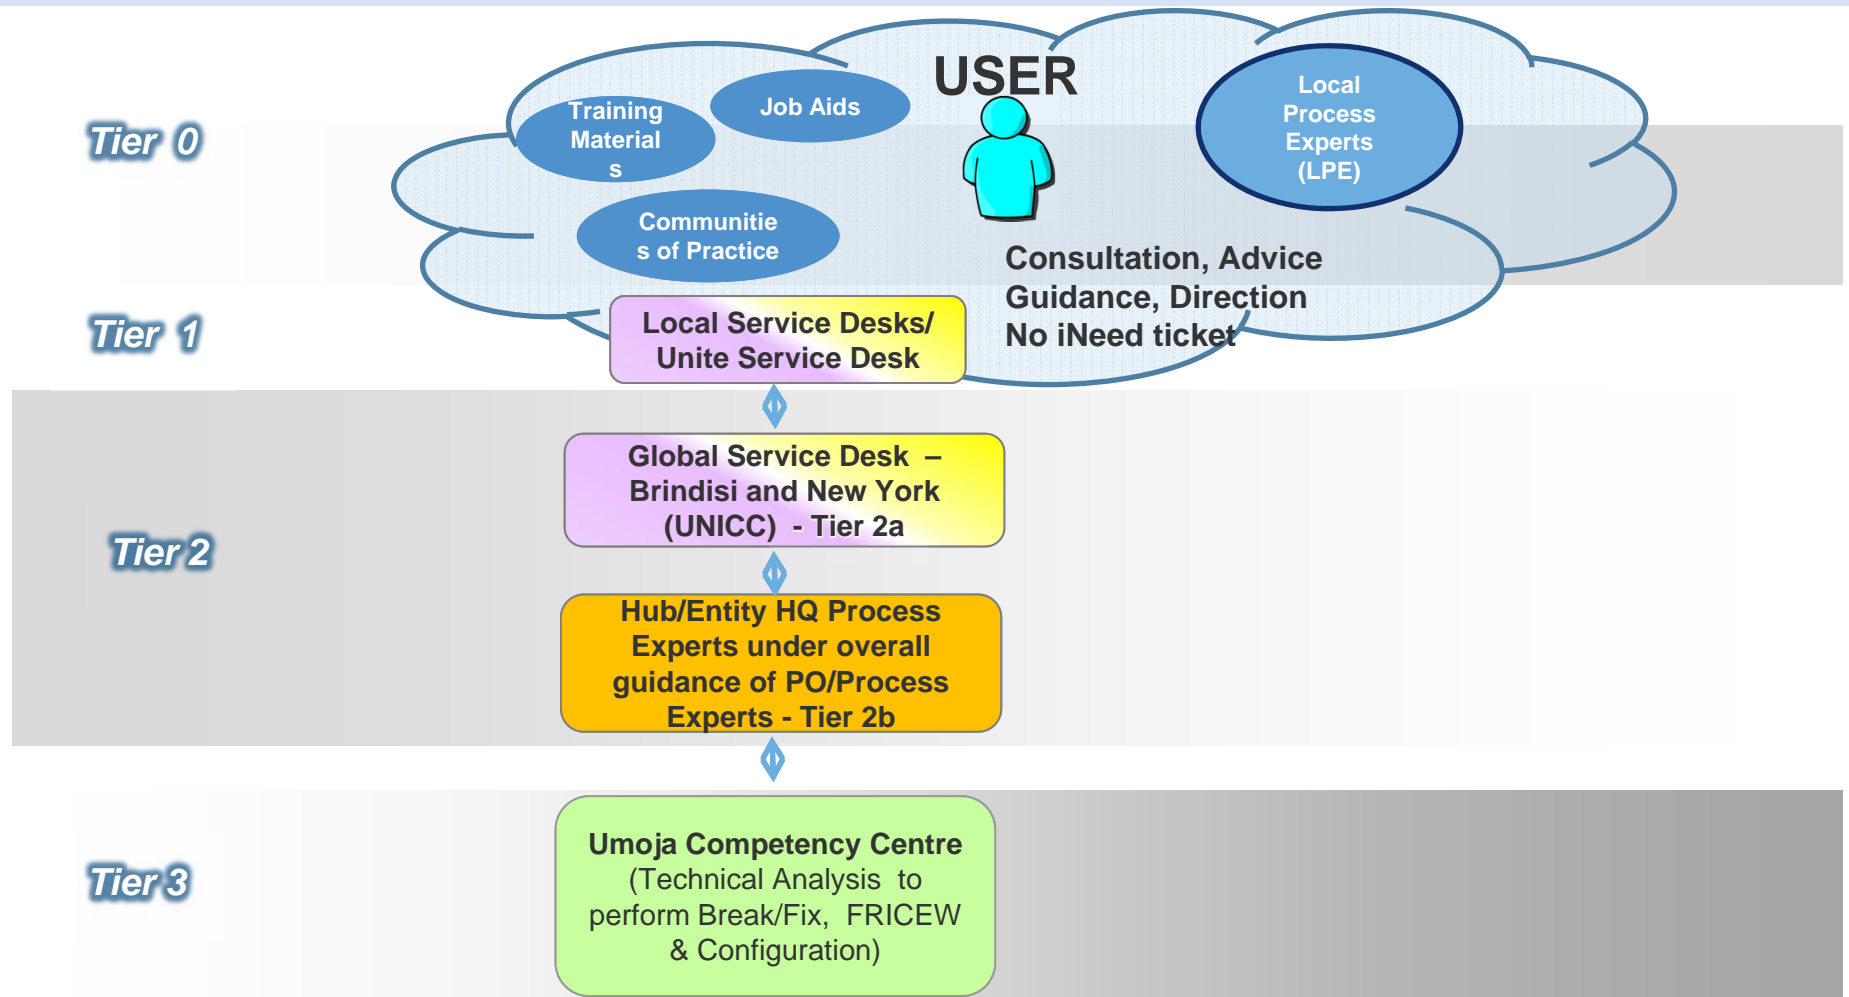 USER
Tier 0
Training
Material
s
Job Aids
Local
Process
Experts
(LPE)
Communitie
s of Practice
Consultation, Advice
Guidance, Direction
No iNeed ticket
Tier 1
Local Service Desks/
Unite Service Desk
Tier 2
Global Service Desk –
Brindisi and New York
(UNICC) - Tier 2a
Hub/Entity HQ Process
Experts under overall
guidance of PO/Process
Experts - Tier 2b
Tier 3
Umoja Competency Centre
(Technical Analysis to
perform Break/Fix, FRICEW
& Configuration)